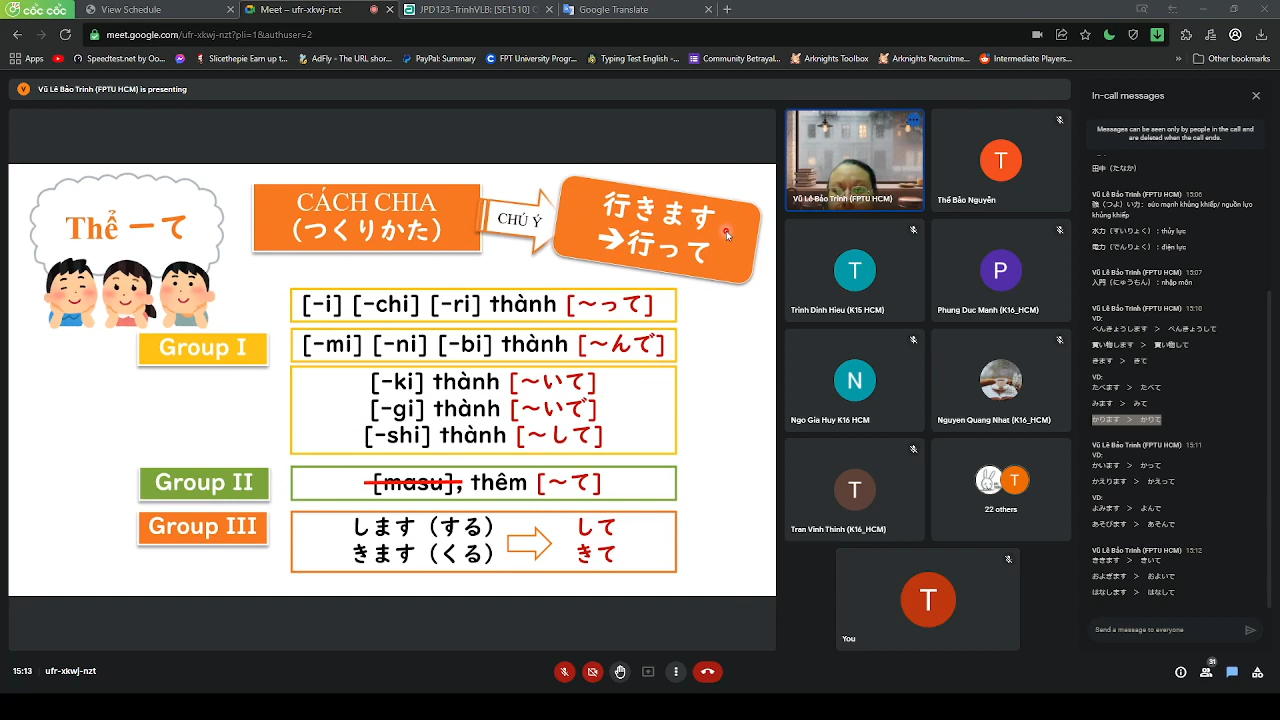 cốc cốc
View Schedule
Meet – ufr-xkwj-nzt
JPD123-TrinhVLB: [SE1510] C
Google Translate
meet.google.com/ufr-xkwj-nzt?pli=1&authuser=2
Apps
Speedtest.net by Oo...
Slicethepie Earn up t...
AdFly - The URL shor...
PayPal: Summary
FPT University Progr...
Typing Test English -...
Community Betrayal...
Arknights Toolbox
Arknights Recruitme...
Intermediate Players...
»
Other bookmarks
V
Vũ Lê Bảo Trinh (FPTU HCM) is presenting
Thể ーて
CÁCH CHIA
(つくりかた)
CHÚ Ý
行きます
➔行って
Group I
[-i] [-chi] [-ri] thành [~って]
[-mi] [-ni] [-bi] thành [~んで]
[-ki] thành [~いて]
[-gi] thành [~いで]
[-shi] thành [~して]
Group II
[masu], thêm [~て]
Group III
します(する)
きます(くる)
して
きて
Vũ Lê Bảo Trinh (FPTU HCM)
T
Thế Bảo Nguyễn
T
Trinh Dinh Hieu (K15 HCM)
P
Phung Duc Manh (K16_HCM)
N
Ngo Gia Huy K16 HCM
Nguyen Quang Nhat (K16_HCM)
T
Tran Vinh Thinh (K16_HCM)
T
22 others
T
You
In-call messages
Messages can be seen only by people in the call and
are deleted when the call ends.
田中(たなか)
Vũ Lê Bảo Trinh (FPTU HCM) 15:06
強(つよ)い力: sức mạnh khủng khiếp/ nguồn lực
khủng khiếp
水力(すいりょく): thủy lực
電力(でんりょく): điện lực
Vũ Lê Bảo Trinh (FPTU HCM) 15:07
入門(にゅうもん): nhập môn
Vũ Lê Bảo Trinh (FPTU HCM) 15:10
VD:
べんきょうします > べんきょうして
買い物します > 買い物して
きます > きて
VD:
たべます > たべて
みます > みて
かります > かりて
Vũ Lê Bảo Trinh (FPTU HCM) 15:11
VD:
かいます > かって
かえります > かえって
VD:
よみます > よんで
あそびます > あそんで
Vũ Lê Bảo Trinh (FPTU HCM) 15:12
ききます > きいて
およぎます > およいで
はなします > はなして
Send a message to everyone
15:13
ufr-xkwj-nzt
31